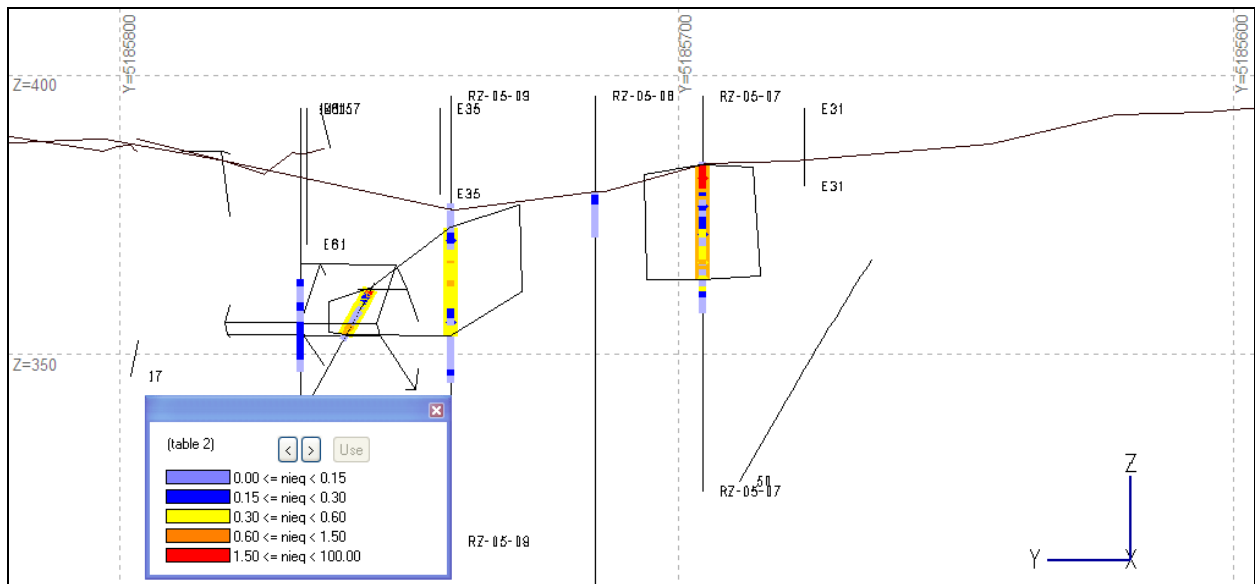 Y=5185800
Y=5185700
Y=5185600
Z=400
RZ-05-09
RZ-05-08
RZ-05-07
E35
E31
E35
E31
E61
Z=350
17
50
RZ-05-07
RZ-05-09
(table 2)
< > Use
0.00 <= nieq < 0.15
0.15 <= nieq < 0.30
0.30 <= nieq < 0.60
0.60 <= nieq < 1.50
1.50 <= nieq < 100.00
Z
Y
X